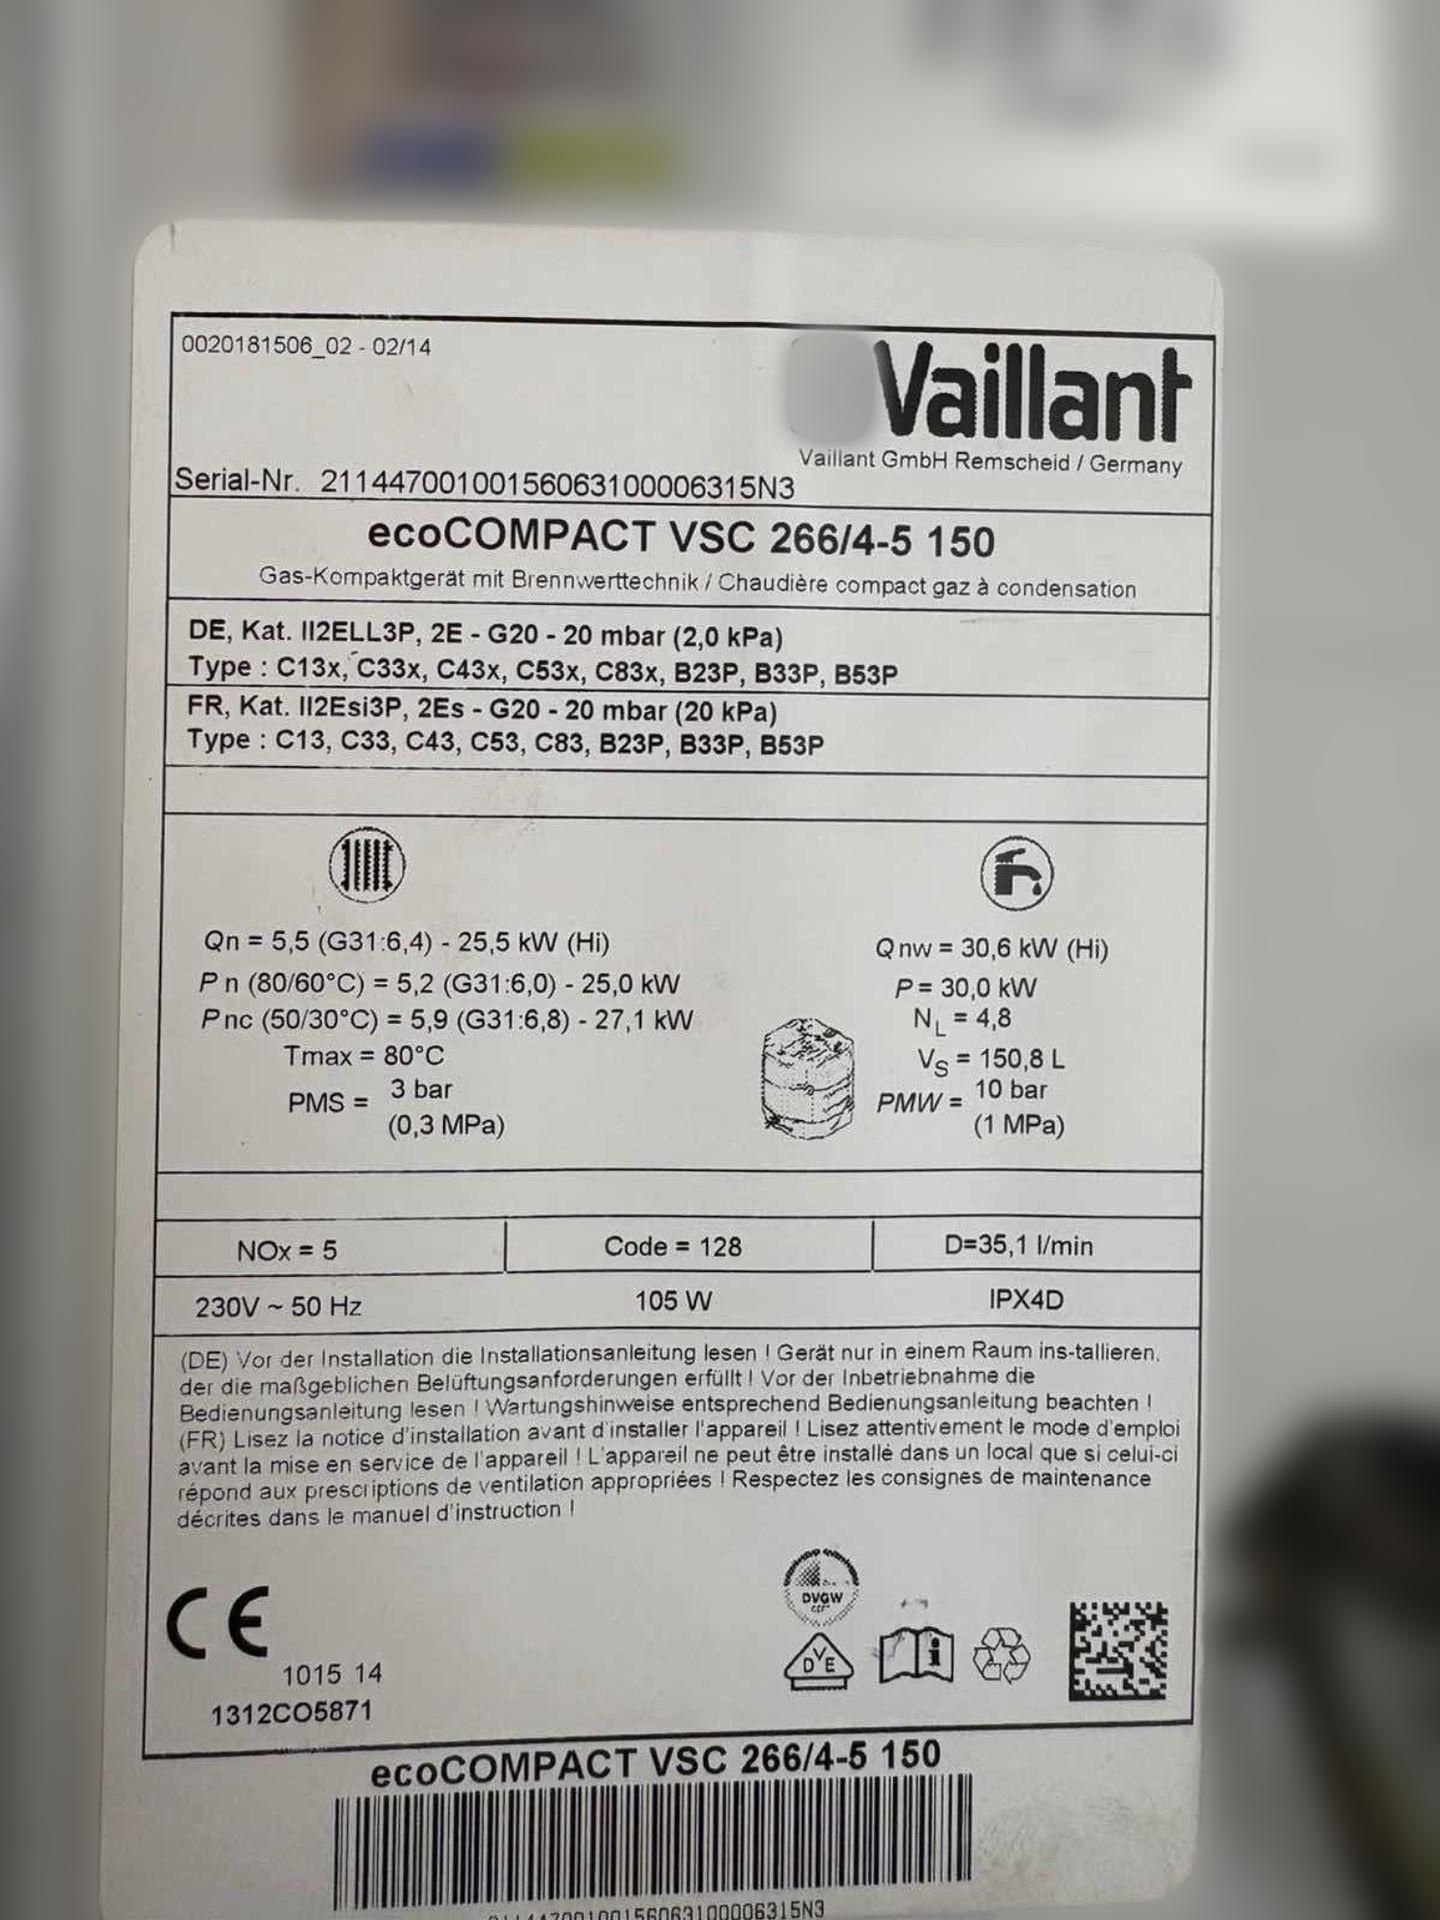 0020181506_02 - 02/14
Vaillant
Vaillant GmbH Remscheid / Germany
Serial-Nr. 21144700100156063100006315N3
ecoCOMPACT VSC 266/4-5 150
Gas-Kompaktgerät mit Brennwerttechnik / Chaudière compact gaz à condensation
DE, Kat. II2ELL3P, 2E - G20 - 20 mbar (2,0 kPa)
Type : C13x, C33x, C43x, C53x, C83x, B23P, B33P, B53P
FR, Kat. II2Esi3P, 2Es - G20 - 20 mbar (20 kPa)
Type : C13, C33, C43, C53, C83, B23P, B33P, B53P
Qn = 5,5 (G31:6,4) - 25,5 kW (Hi)
Pn (80/60°C) = 5,2 (G31:6,0) - 25,0 kW
Pnc (50/30°C) = 5,9 (G31:6,8) - 27,1 kW
Tmax = 80°C
PMS = 3 bar
(0,3 MPa)
Qnw = 30,6 kW (Hi)
P = 30,0 kW
NL = 4,8
VS = 150,8 L
PMW = 10 bar
(1 MPa)
NOx = 5 Code = 128 D=35,1 l/min
230V ~ 50 Hz 105 W IPX4D
(DE) Vor der Installation die Installationsanleitung lesen ! Gerät nur in einem Raum ins-tallieren,
der die maßgeblichen Belüftungsanforderungen erfüllt ! Vor der Inbetriebnahme die
Bedienungsanleitung lesen ! Wartungshinweise entsprechend Bedienungsanleitung beachten !
(FR) Lisez la notice d'installation avant d'installer l'appareil ! Lisez attentivement le mode d'emploi
avant la mise en service de l'appareil ! L'appareil ne peut être installé dans un local que si celui-ci
répond aux prescriptions de ventilation appropriées ! Respectez les consignes de maintenance
décrites dans le manuel d'instruction !
CE
1015 14
1312CO5871
DVGW
DVE
i
ecoCOMPACT VSC 266/4-5 150
21144700100156063100006315N3